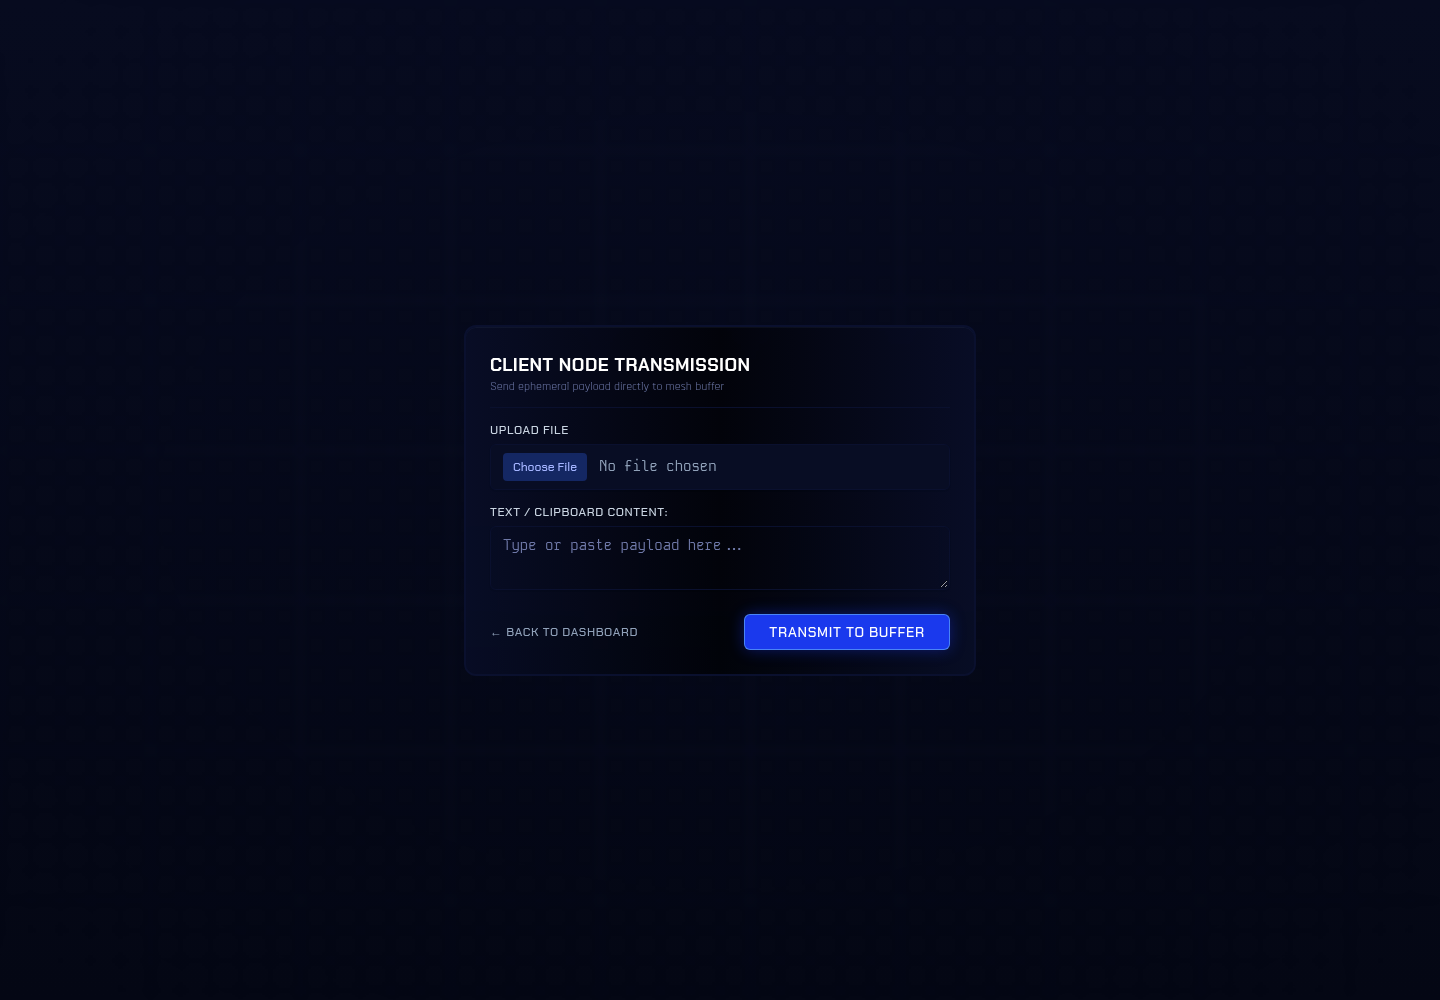 CLIENT NODE TRANSMISSION
Send ephemeral payload directly to mesh buffer
UPLOAD FILE
Choose File No file chosen
TEXT / CLIPBOARD CONTENT:
Type or paste payload here...
← BACK TO DASHBOARD
TRANSMIT TO BUFFER